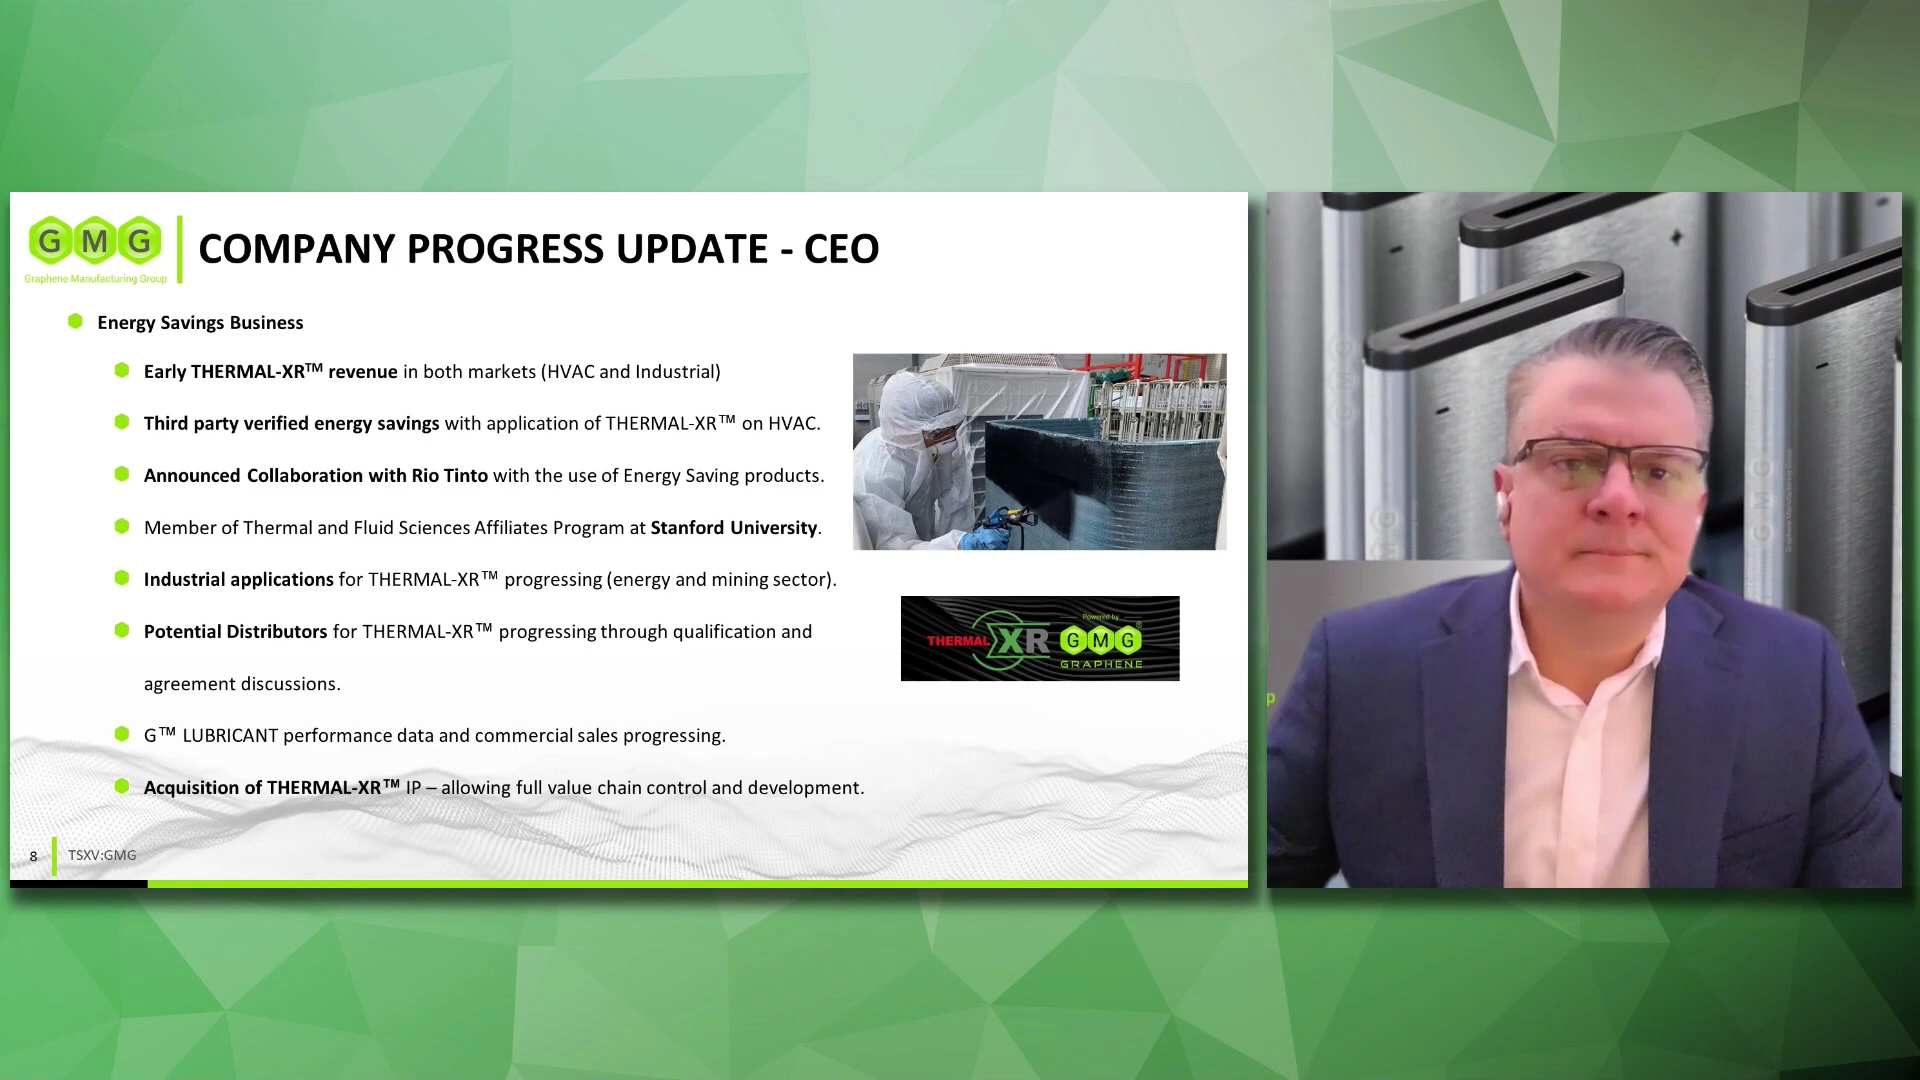 GMG
Graphene Manufacturing Group
COMPANY PROGRESS UPDATE - CEO
Energy Savings Business
Early THERMAL-XR™ revenue in both markets (HVAC and Industrial)
Third party verified energy savings with application of THERMAL-XR™ on HVAC.
Announced Collaboration with Rio Tinto with the use of Energy Saving products.
Member of Thermal and Fluid Sciences Affiliates Program at Stanford University.
Industrial applications for THERMAL-XR™ progressing (energy and mining sector).
Potential Distributors for THERMAL-XR™ progressing through qualification and
agreement discussions.
G™ LUBRICANT performance data and commercial sales progressing.
Acquisition of THERMAL-XR™ IP – allowing full value chain control and development.
Powered by
THERMAL XR GMG®
GRAPHENE
8 TSXV:GMG
GMG
GMG
p